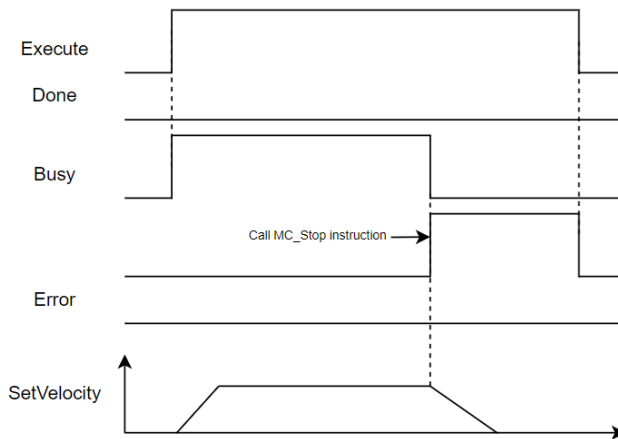 Execute
Done
Busy
Call MC_Stop instruction
Error
SetVelocity